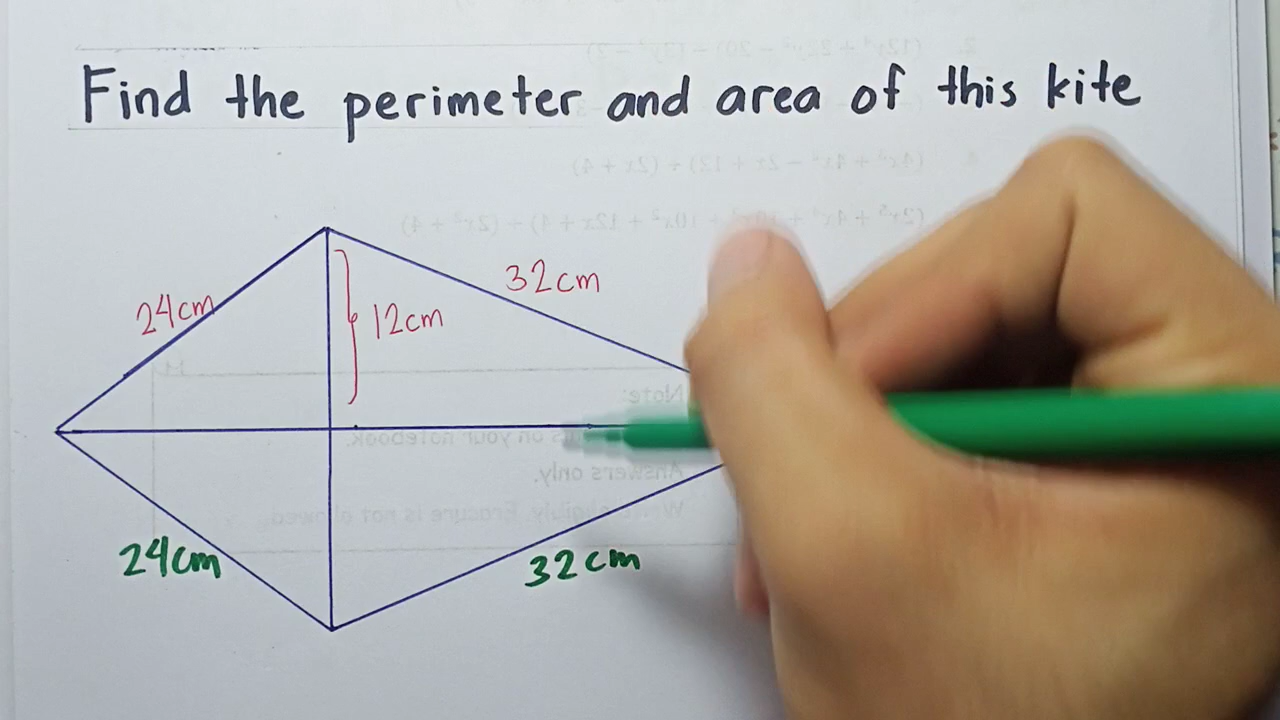 Find the perimeter and area of this kite
24cm
32cm
12cm
24cm
32cm